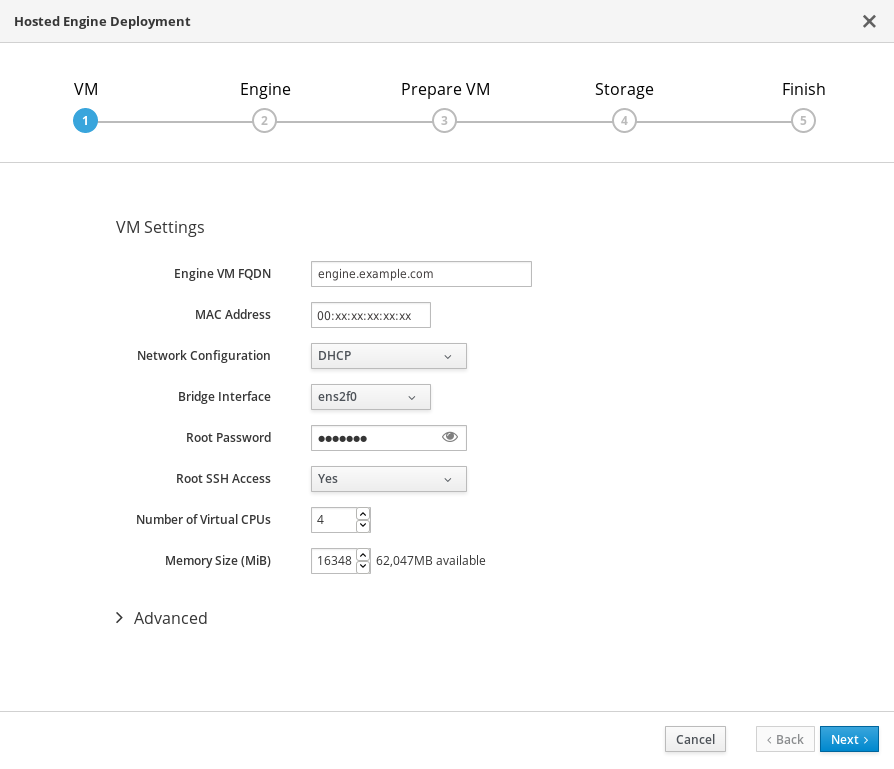 Hosted Engine Deployment
VM Engine Prepare VM Storage Finish
1 2 3 4 5
VM Settings
Engine VM FQDN engine.example.com
MAC Address 00:xx:xx:xx:xx:xx
Network Configuration DHCP
Bridge Interface ens2f0
Root Password •••••••
Root SSH Access Yes
Number of Virtual CPUs 4
Memory Size (MiB) 16348 62,047MB available
Advanced
Cancel Back Next